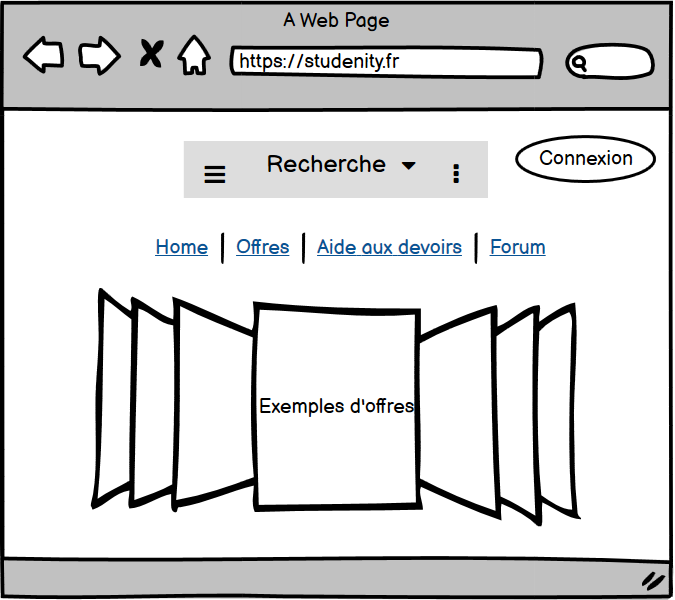 A Web Page
https://studenity.fr
Connexion
Recherche
Home Offres Aide aux devoirs Forum
Exemples d'offres